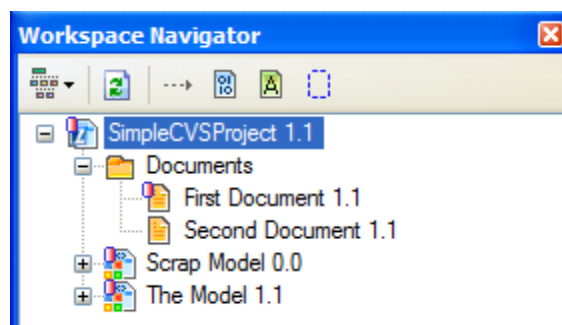 Workspace Navigator
SimpleCVSProject 1.1
Documents
First Document 1.1
Second Document 1.1
Scrap Model 0.0
The Model 1.1